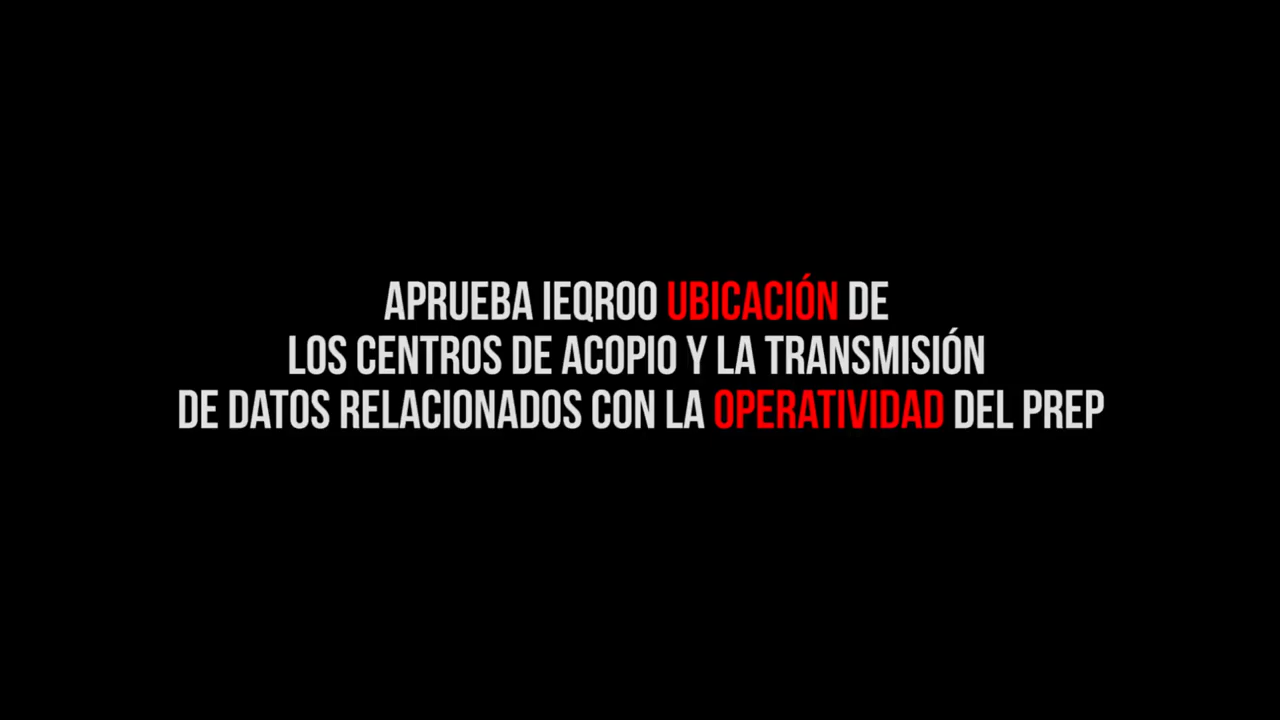 APRUEBA IEQROO UBICACIÓN DE
LOS CENTROS DE ACOPIO Y LA TRANSMISIÓN
DE DATOS RELACIONADOS CON LA OPERATIVIDAD DEL PREP